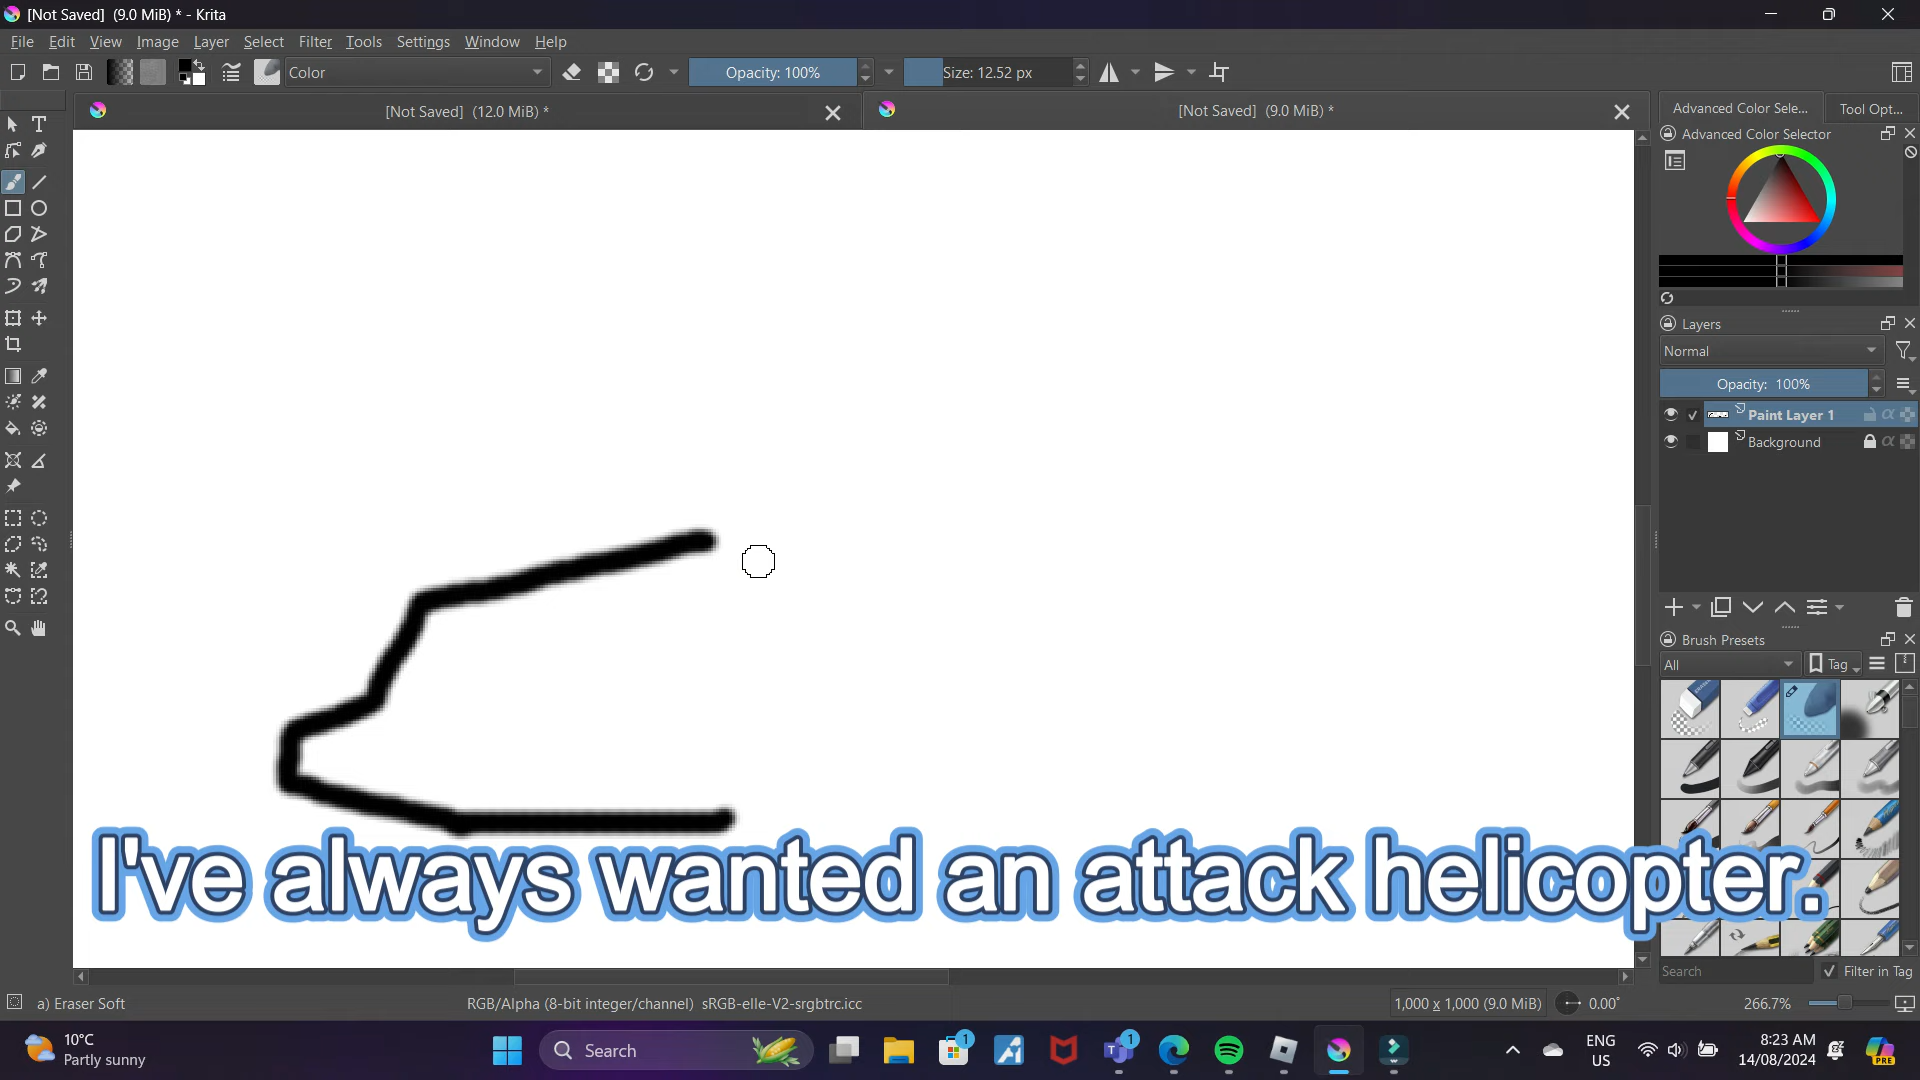 [Not Saved] (9.0 MiB) * - Krita
File Edit View Image Layer Select Filter Tools Settings Window Help
Color
Opacity: 100%
Size: 12.52 px
[Not Saved] (12.0 MiB) *
[Not Saved] (9.0 MiB) *
Advanced Color Sele...
Tool Opt...
Advanced Color Selector
Layers
Normal
Opacity: 100%
Paint Layer 1
Background
Brush Presets
All
Tag
I've always wanted an attack helicopter.
Search
Filter in Tag
a) Eraser Soft
RGB/Alpha (8-bit integer/channel) sRGB-elle-V2-srgbtrc.icc
1,000 x 1,000 (9.0 MiB)
0.00°
266.7%
10°C
Partly sunny
Search
1
1
ENG
US
8:23 AM
14/08/2024
PRE